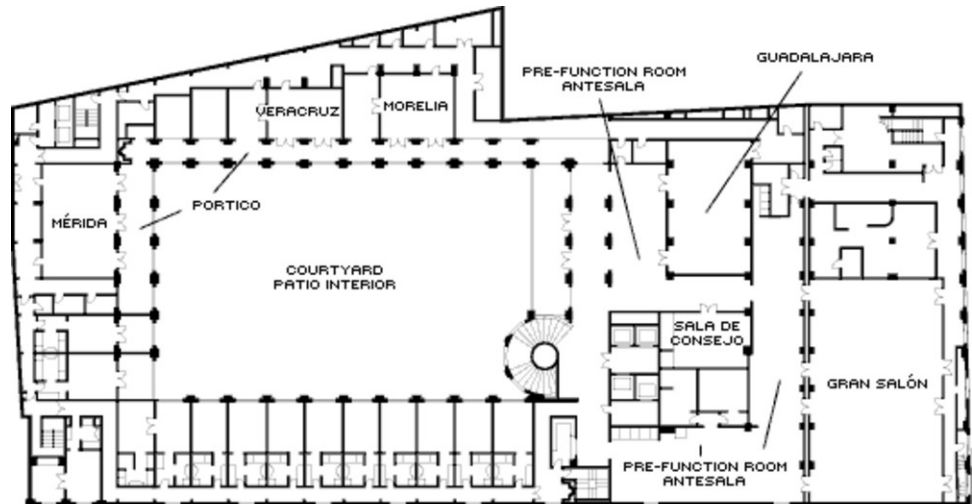 GUADALAJARA
PRE-FUNCTION ROOM
ANTESALA
VERACRUZ
MORELIA
PORTICO
MÉRIDA
COURTYARD
PATIO INTERIOR
SALA DE
CONSEJO
GRAN SALÓN
PRE-FUNCTION ROOM
ANTESALA